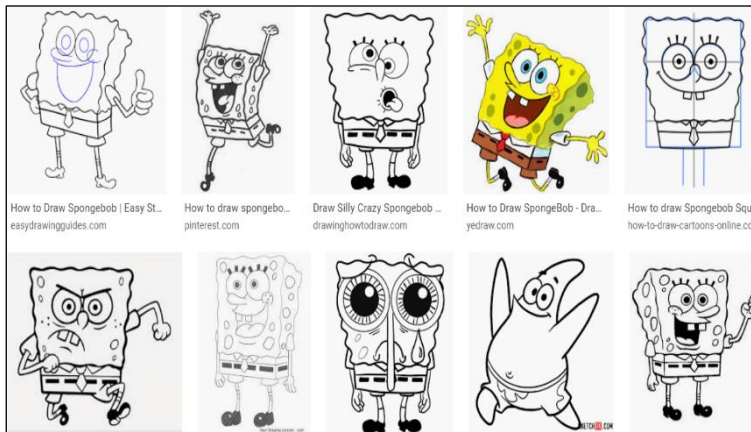 How to Draw Spongebob | Easy St...
easydrawingguides.com
How to draw spongebo...
pinterest.com
Draw Silly Crazy Spongebob ...
drawinghowtodraw.com
How to Draw SpongeBob - Dra...
yedraw.com
How to draw Spongebob Squ
how-to-draw-cartoons-online.co